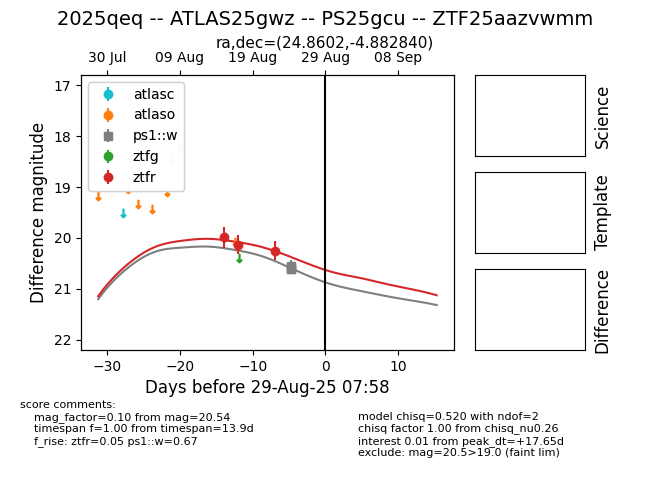 2025qeq -- ATLAS25gwz -- PS25gcu -- ZTF25aazvwmm
ra,dec=(24.8602,-4.882840)
30 Jul 09 Aug 19 Aug 29 Aug 08 Sep
atlasc
atlaso
ps1::w
ztfg
ztfr
17
18
19
20
21
22
Difference magnitude
−30 −20 −10 0 10
Days before 29-Aug-25 07:58
Science
Template
Difference
score comments:
mag_factor=0.10 from mag=20.54
timespan f=1.00 from timespan=13.9d
f_rise: ztfr=0.05 ps1::w=0.67
model chisq=0.520 with ndof=2
chisq factor 1.00 from chisq_nu0.26
interest 0.01 from peak_dt=+17.65d
exclude: mag=20.5>19.0 (faint lim)